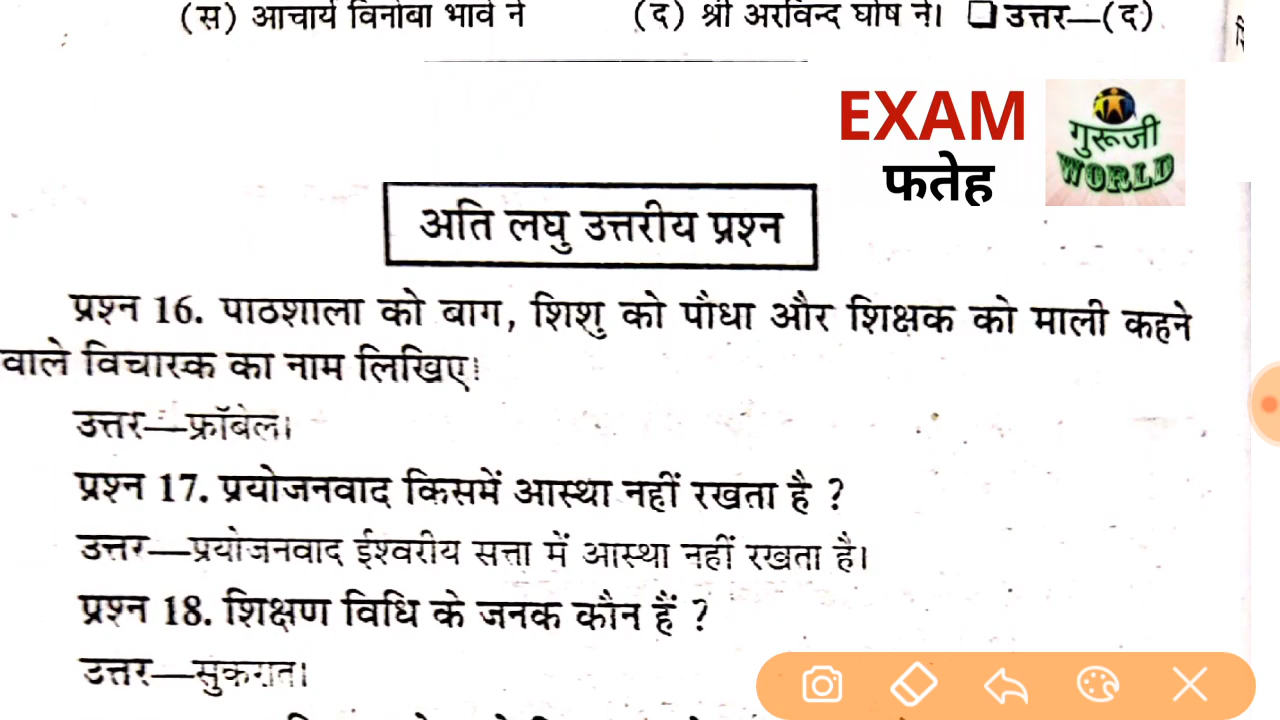 (स) आचार्य विनोबा भावे ने (द) श्री अरविन्द घोष ने। ❑ उत्तर—(द)
EXAM
फतेह
गुरूजी
WORLD
अति लघु उत्तरीय प्रश्न
प्रश्न 16. पाठशाला को बाग, शिशु को पौधा और शिक्षक को माली कहने
वाले विचारक का नाम लिखिए।
उत्तर—फ्रॉबेल।
प्रश्न 17. प्रयोजनवाद किसमें आस्था नहीं रखता है ?
उत्तर—प्रयोजनवाद ईश्वरीय सत्ता में आस्था नहीं रखता है।
प्रश्न 18. शिक्षण विधि के जनक कौन हैं ?
उत्तर—सुकरात।